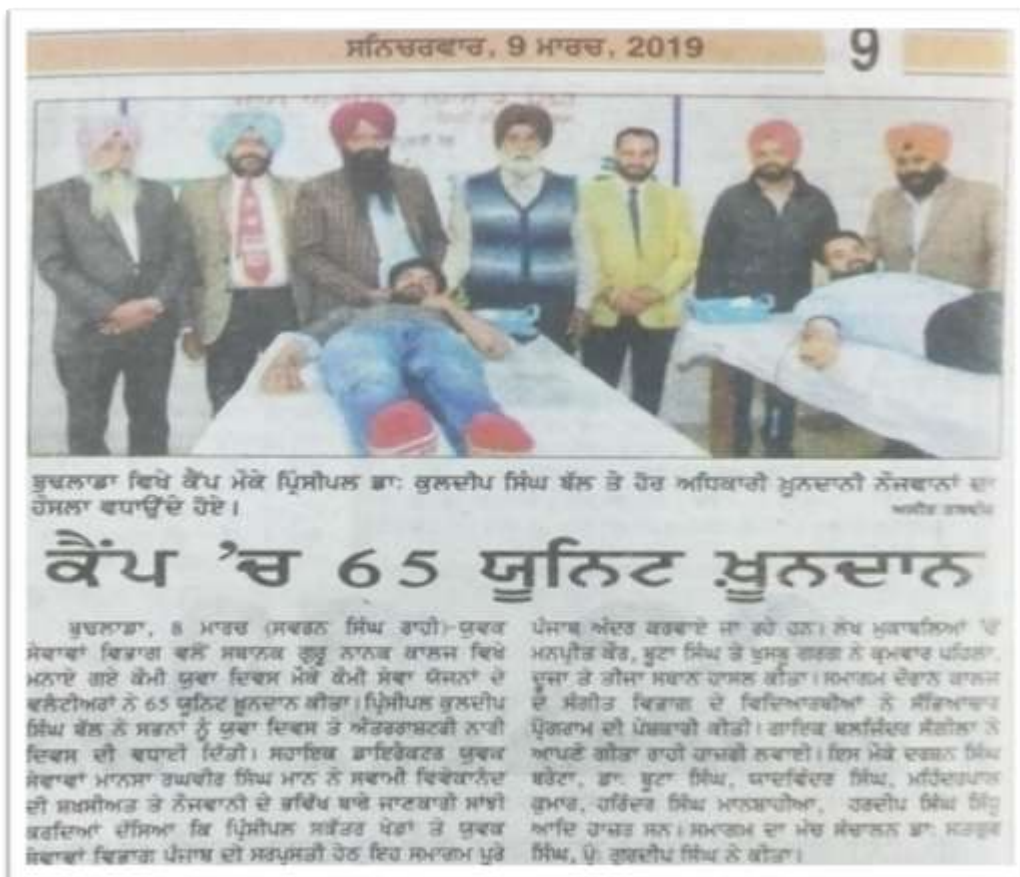 ਸਨਿਚਰਵਾਰ, 9 ਮਾਰਚ, 2019
9
ਬੁਢਲਾਡਾ ਵਿਖੇ ਕੈਂਪ ਮੌਕੇ ਪ੍ਰਿੰਸੀਪਲ ਡਾ: ਕੁਲਦੀਪ ਸਿੰਘ ਬੱਲ ਤੇ ਹੋਰ ਅਧਿਕਾਰੀ ਖ਼ੂਨਦਾਨੀ ਨੌਜਵਾਨਾਂ ਦਾ
ਹੌਸਲਾ ਵਧਾਉਂਦੇ ਹੋਏ।
ਕੈਂਪ 'ਚ 65 ਯੂਨਿਟ ਖ਼ੂਨਦਾਨ
ਬੁਢਲਾਡਾ, 8 ਮਾਰਚ (ਸਵਰਨ ਸਿੰਘ ਰਾਹੀ)-ਯੁਵਕ
ਸੇਵਾਵਾਂ ਵਿਭਾਗ ਵਲੋਂ ਸਥਾਨਕ ਗੁਰੂ ਨਾਨਕ ਕਾਲਜ ਵਿਖੇ
ਮਨਾਏ ਗਏ ਕੌਮੀ ਯੁਵਾ ਦਿਵਸ ਮੌਕੇ ਕੌਮੀ ਸੇਵਾ ਯੋਜਨਾਂ ਦੇ
ਵਲੰਟੀਅਰਾਂ ਨੇ 65 ਯੂਨਿਟ ਖ਼ੂਨਦਾਨ ਕੀਤਾ। ਪ੍ਰਿੰਸੀਪਲ ਕੁਲਦੀਪ
ਸਿੰਘ ਬੱਲ ਨੇ ਸਭਨਾਂ ਨੂੰ ਯੁਵਾ ਦਿਵਸ ਤੇ ਅੰਤਰਰਾਸ਼ਟਰੀ ਨਾਰੀ
ਦਿਵਸ ਦੀ ਵਧਾਈ ਦਿੱਤੀ। ਸਹਾਇਕ ਡਾਇਰੈਕਟਰ ਯੁਵਕ
ਸੇਵਾਵਾਂ ਮਾਨਸਾ ਰਘਵੀਰ ਸਿੰਘ ਮਾਨ ਨੇ ਸਵਾਮੀ ਵਿਵੇਕਾਨੰਦ
ਦੀ ਸ਼ਖ਼ਸੀਅਤ ਤੇ ਨੌਜਵਾਨੀ ਦੇ ਭਵਿੱਖ ਬਾਰੇ ਜਾਣਕਾਰੀ ਸਾਂਝੀ
ਕਰਦਿਆਂ ਦੱਸਿਆ ਕਿ ਪ੍ਰਿੰਸੀਪਲ ਸਕੱਤਰ ਖੇਡਾਂ ਤੇ ਯੁਵਕ
ਸੇਵਾਵਾਂ ਵਿਭਾਗ ਪੰਜਾਬ ਦੀ ਸਰਪ੍ਰਸਤੀ ਹੇਠ ਇਹ ਸਮਾਗਮ ਪੂਰੇ
ਪੰਜਾਬ ਅੰਦਰ ਕਰਵਾਏ ਜਾ ਰਹੇ ਹਨ। ਲੇਖ ਮੁਕਾਬਲਿਆਂ 'ਚੋਂ
ਮਨਪ੍ਰੀਤ ਕੌਰ, ਬੂਟਾ ਸਿੰਘ ਤੇ ਖੁਸ਼ਬੂ ਗਰਗ ਨੇ ਕ੍ਰਮਵਾਰ ਪਹਿਲਾ,
ਦੂਜਾ ਤੇ ਤੀਜਾ ਸਥਾਨ ਹਾਸਲ ਕੀਤਾ। ਸਮਾਗਮ ਦੌਰਾਨ ਕਾਲਜ
ਦੇ ਸੰਗੀਤ ਵਿਭਾਗ ਦੇ ਵਿਦਿਆਰਥੀਆਂ ਨੇ ਸੱਭਿਆਚਾਰ
ਪ੍ਰੋਗਰਾਮ ਦੀ ਪੇਸ਼ਕਾਰੀ ਕੀਤੀ। ਗਾਇਕ ਬਲਜਿੰਦਰ ਸੰਗੀਲਾ ਨੇ
ਆਪਣੇ ਗੀਤਾਂ ਰਾਹੀਂ ਹਾਜ਼ਰੀ ਲਵਾਈ। ਇਸ ਮੌਕੇ ਦਰਸ਼ਨ ਸਿੰਘ
ਬਰੇਟਾ, ਡਾ: ਬੂਟਾ ਸਿੰਘ, ਯਾਦਵਿੰਦਰ ਸਿੰਘ, ਮਹਿੰਦਰਪਾਲ
ਕੁਮਾਰ, ਹਰਿੰਦਰ ਸਿੰਘ ਮਾਨਸ਼ਾਹੀਆ, ਹਰਦੀਪ ਸਿੰਘ ਸਿੱਧੂ
ਆਦਿ ਹਾਜ਼ਰ ਸਨ। ਸਮਾਗਮ ਦਾ ਮੰਚ ਸੰਚਾਲਨ ਡਾ:
ਸਿੰਘ, ਪ੍ਰੋ: ਗੁਰਦੀਪ ਸਿੰਘ ਨੇ ਕੀਤਾ।